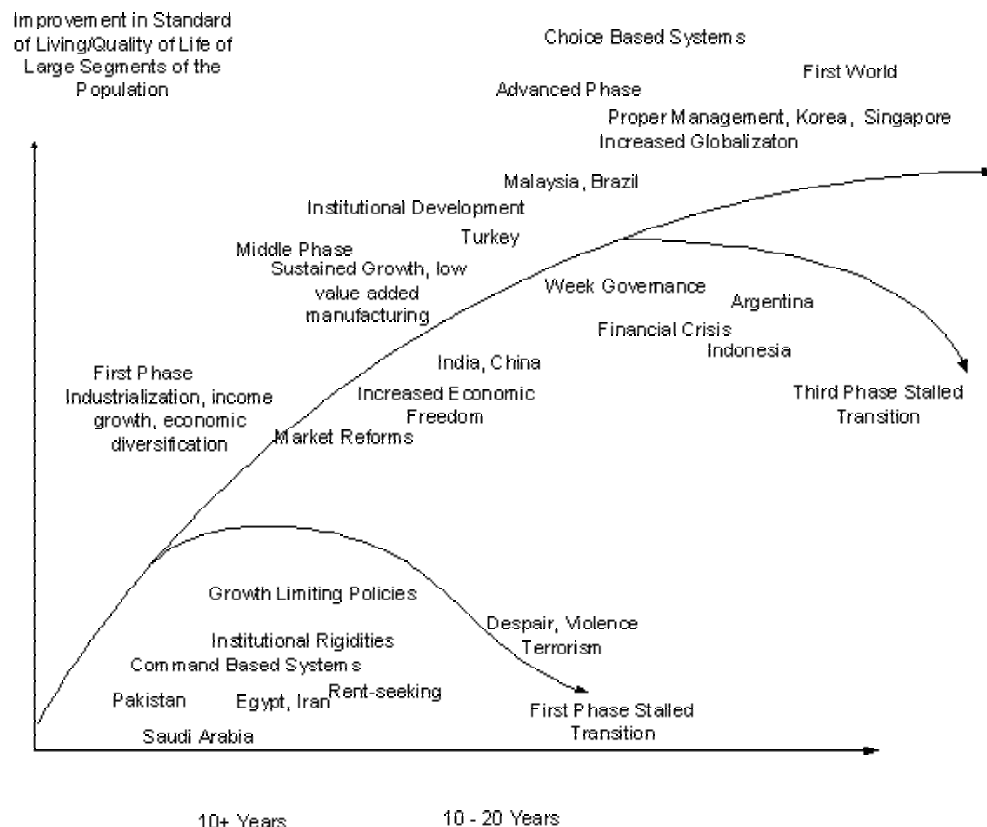 Improvement in Standard
of Living/Quality of Life of
Large Segments of the
Population
Choice Based Systems
First World
Advanced Phase
Proper Management, Korea, Singapore
Increased Globalizaton
Malaysia, Brazil
Institutional Development
Turkey
Middle Phase
Sustained Growth, low
value added
manufacturing
Week Governance
Argentina
Financial Crisis
Indonesia
India, China
First Phase
Industrialization, income
growth, economic
diversification
Increased Economic
Freedom
Market Reforms
Third Phase Stalled
Transition
Growth Limiting Policies
Despair, Violence
Terrorism
Institutional Rigidities
Command Based Systems
Pakistan
Egypt, Iran
Rent-seeking
First Phase Stalled
Transition
Saudi Arabia
10+ Years
10 - 20 Years